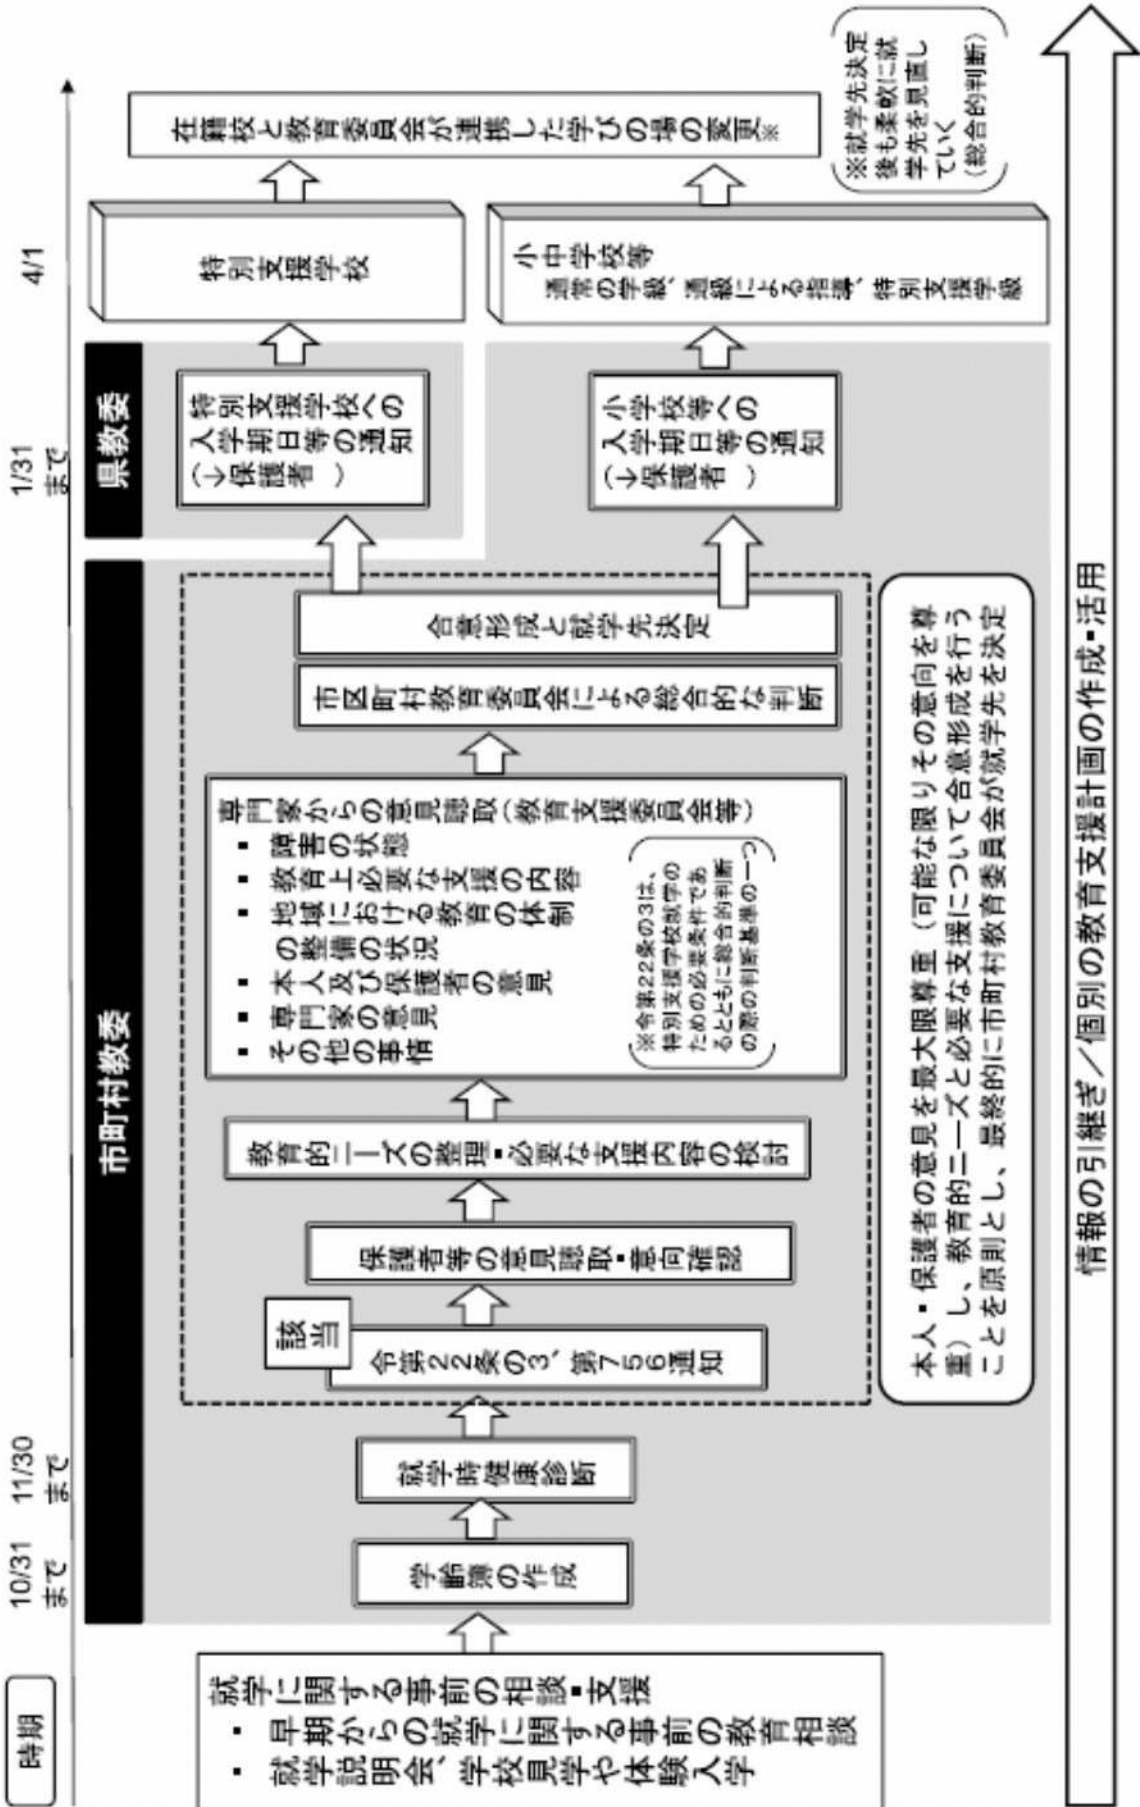 時期
10/31
まで
11/30
まで
1/31
まで
4/1
市町村教委
県教委
就学に関する事前の相談・支援
▪ 早期からの就学に関する事前の教育相談
▪ 就学説明会、学校見学や体験入学
学齢簿の作成
就学時健康診断
該当
令第22条の3、第756通知
保護者等の意見聴取・意向確認
教育的ニーズの整理・必要な支援内容の検討
専門家からの意見聴取(教育支援委員会等)
▪ 障害の状態
▪ 教育上必要な支援の内容
▪ 地域における教育の体制
の整備の状況
▪ 本人及び保護者の意見
▪ 専門家の意見
▪ その他の事情
※令第22条の3は、
特別支援学校就学の
ための必要条件であ
るとともに総合的判断
の際の判断基準の一つ
市区町村教育委員会による総合的な判断
合意形成と就学先決定
特別支援学校への
入学期日等の通知
(→保護者 )
小学校等への
入学期日等の通知
(→保護者 )
特別支援学校
小中学校等
通常の学級、通級による指導、特別支援学級
在籍校と教育委員会が連携した学びの場の変更※
※就学先決定
後も柔軟に就
学先を見直し
ていく
(総合的判断)
本人・保護者の意見を最大限尊重(可能な限りその意向を尊
重)し、教育的ニーズと必要な支援について合意形成を行う
ことを原則とし、最終的に市町村教育委員会が就学先を決定
情報の引継ぎ/個別の教育支援計画の作成・活用